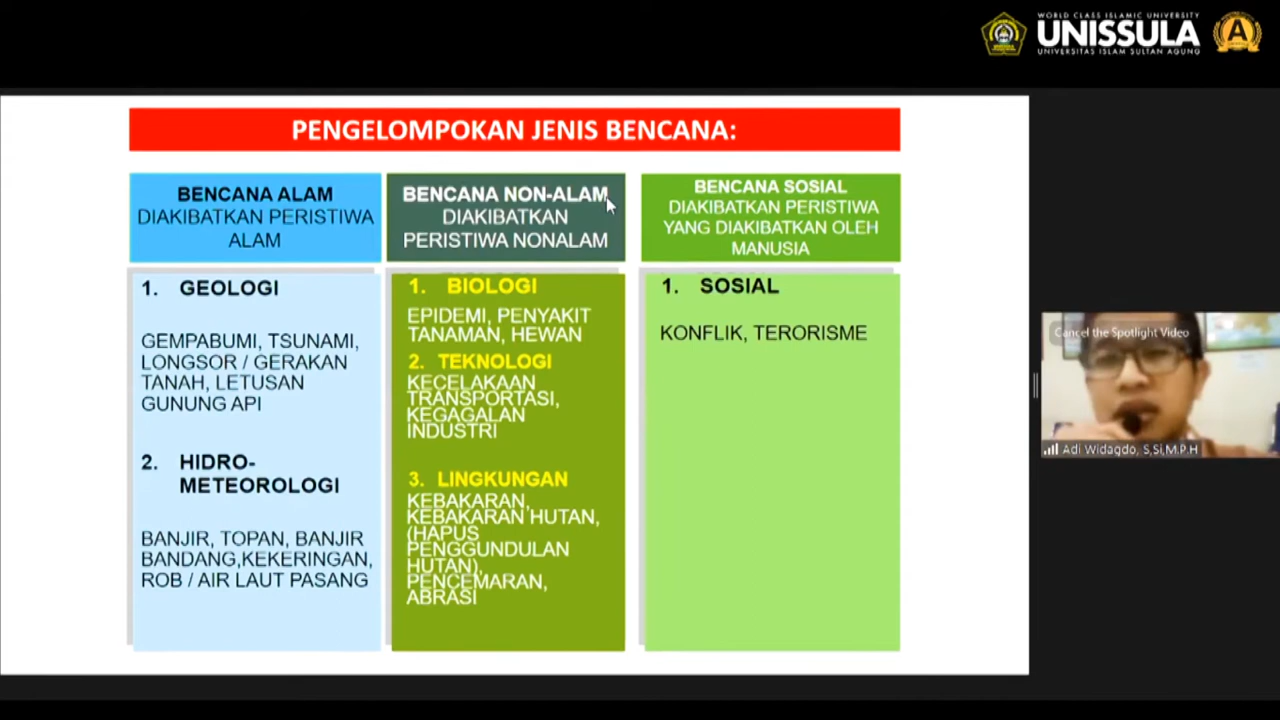 WORLD CLASS ISLAMIC UNIVERSITY
UNISSULA
UNIVERSITAS ISLAM SULTAN AGUNG
A
PENGELOMPOKAN JENIS BENCANA:
BENCANA ALAM
DIAKIBATKAN PERISTIWA
ALAM
1. GEOLOGI
GEMPABUMI, TSUNAMI,
LONGSOR / GERAKAN
TANAH, LETUSAN
GUNUNG API
2. HIDRO-
METEOROLOGI
BANJIR, TOPAN, BANJIR
BANDANG,KEKERINGAN,
ROB / AIR LAUT PASANG
BENCANA NON-ALAM
DIAKIBATKAN
PERISTIWA NONALAM
1. BIOLOGI
EPIDEMI, PENYAKIT
TANAMAN, HEWAN
2. TEKNOLOGI
KECELAKAAN
TRANSPORTASI,
KEGAGALAN
INDUSTRI
3. LINGKUNGAN
KEBAKARAN,
KEBAKARAN HUTAN,
(HAPUS
PENGGUNDULAN
HUTAN),
PENCEMARAN,
ABRASI
BENCANA SOSIAL
DIAKIBATKAN PERISTIWA
YANG DIAKIBATKAN OLEH
MANUSIA
1. SOSIAL
KONFLIK, TERORISME
Cancel the Spotlight Video
Adi Widagdo, S,Si,M.P.H